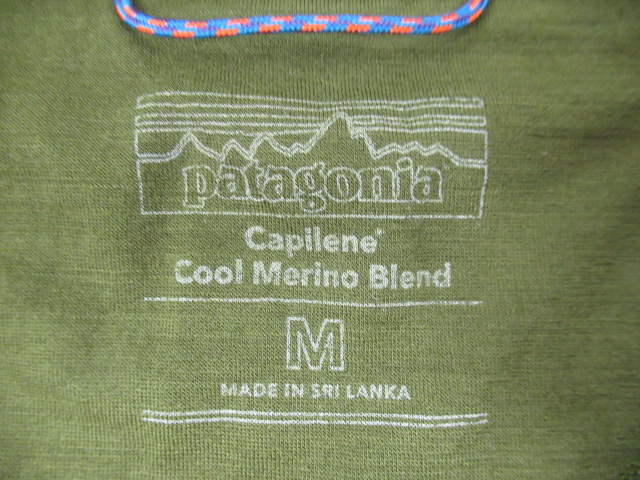 patagonia
Capilene®
Cool Merino Blend
M
MADE IN SRI LANKA